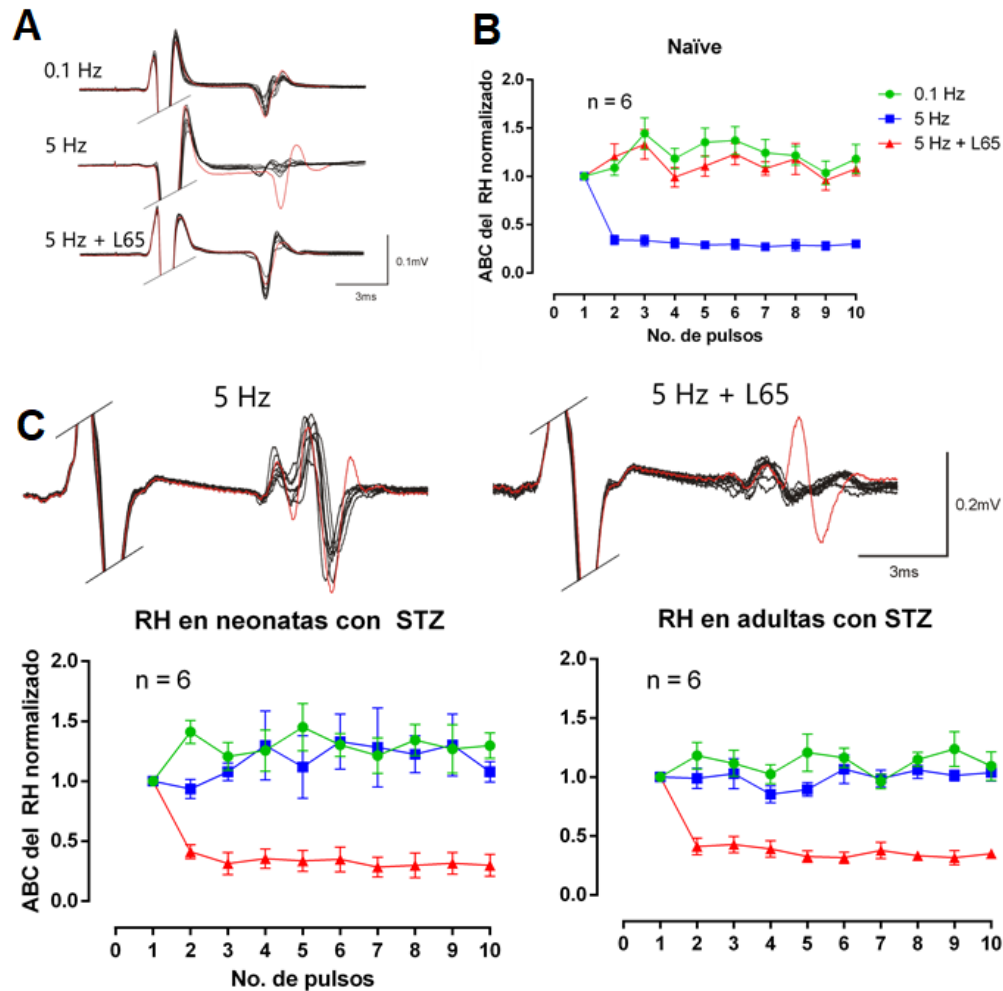 A
0.1 Hz
5 Hz
5 Hz + L65
0.1mV
3ms
B
Naïve
ABC del RH normalizado
2.0
1.5
1.0
0.5
0.0
n = 6
0.1 Hz
5 Hz
5 Hz + L65
0 1 2 3 4 5 6 7 8 9 10
No. de pulsos
C
5 Hz
5 Hz + L65
0.2mV
3ms
RH en neonatas con STZ
ABC del RH normalizado
2.0
1.5
1.0
0.5
0.0
n = 6
0 1 2 3 4 5 6 7 8 9 10
No. de pulsos
RH en adultas con STZ
2.0
1.5
1.0
0.5
0.0
n = 6
0 1 2 3 4 5 6 7 8 9 10